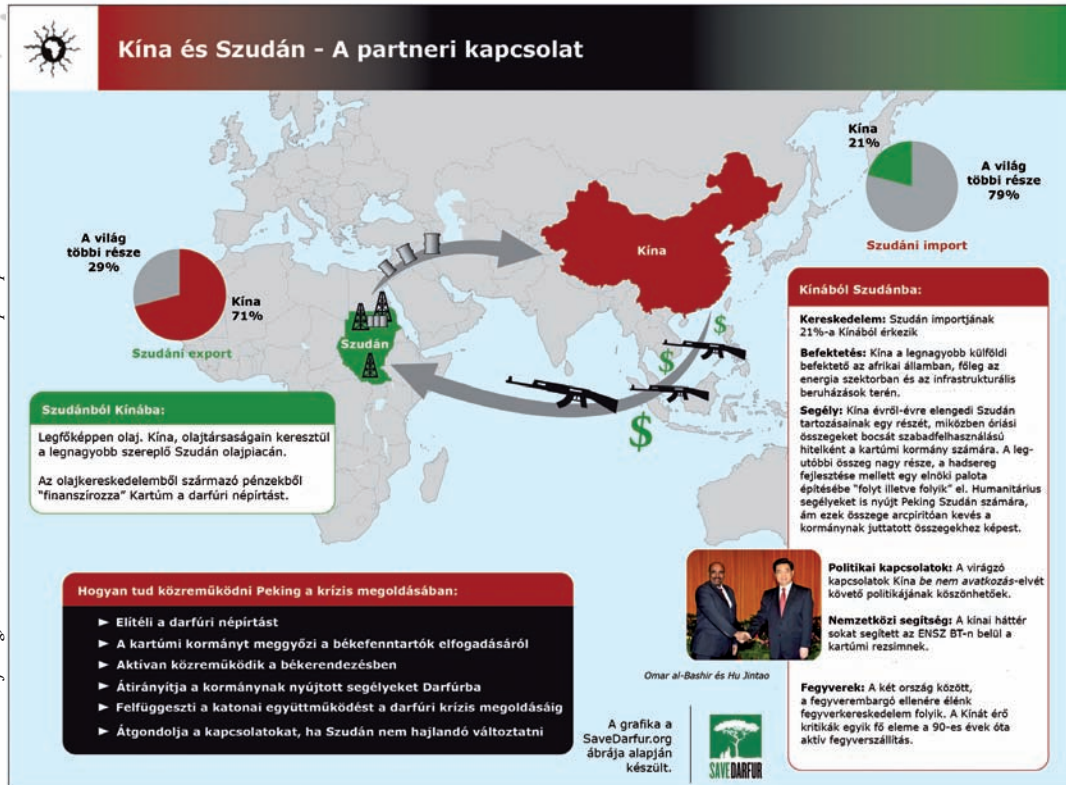 Kína és Szudán - A partneri kapcsolat
Kína
21%
A világ
többi része
79%
Szudáni import
A világ
többi része
29%
Kína
71%
Szudáni export
Kína
Szudán
$
$
$
Szudánból Kínába:
Legfőképpen olaj. Kína, olajtársaságain keresztül
a legnagyobb szereplő Szudán olajpiacán.
Az olajkereskedelemből származó pénzekből
"finanszírozza" Kartúm a darfúri népírtást.
Kínából Szudánba:
Kereskedelem: Szudán importjának
21%-a Kínából érkezik
Befektetés: Kína a legnagyobb külföldi
befektető az afrikai államban, főleg az
energia szektorban és az infrastrukturális
beruházások terén.
Segély: Kína évről-évre elengedi Szudán
tartozásainak egy részét, miközben óriási
összegeket bocsát szabadfelhasználású
hitelként a kartúmi kormány számára. A leg-
utóbbi összeg nagy része, a hadsereg
fejlesztése mellett egy elnöki palota
építésébe "folyt illetve folyik" el. Humanitárius
segélyeket is nyújt Peking Szudán számára,
ám ezek összege arcpirítóan kevés a
kormánynak juttatott összegekhez képest.
Politikai kapcsolatok: A virágzó
kapcsolatok Kína be nem avatkozás-elvét
követő politikájának köszönhetőek.
Nemzetközi segítség: A kínai háttér
sokat segített az ENSZ BT-n belül a
kartúmi rezsimnek.
Fegyverek: A két ország között,
a fegyverembargó ellenére élénk
fegyverkereskedelem folyik. A Kínát érő
kritikák egyik fő eleme a 90-es évek óta
aktív fegyverszállítás.
Omar al-Bashir és Hu Jintao
Hogyan tud közreműködni Peking a krízis megoldásában:
► Elítéli a darfúri népírtást
► A kartúmi kormányt meggyőzi a békefenntartók elfogadásáról
► Aktívan közreműködik a békerendezésben
► Átirányítja a kormánynak nyújtott segélyeket Darfúrba
► Felfüggeszti a katonai együttműködést a darfúri krízis megoldásáig
► Átgondolja a kapcsolatokat, ha Szudán nem hajlandó változtatni
A grafika a
SaveDarfur.org
ábrája alapján
készült.
SAVEDARFUR